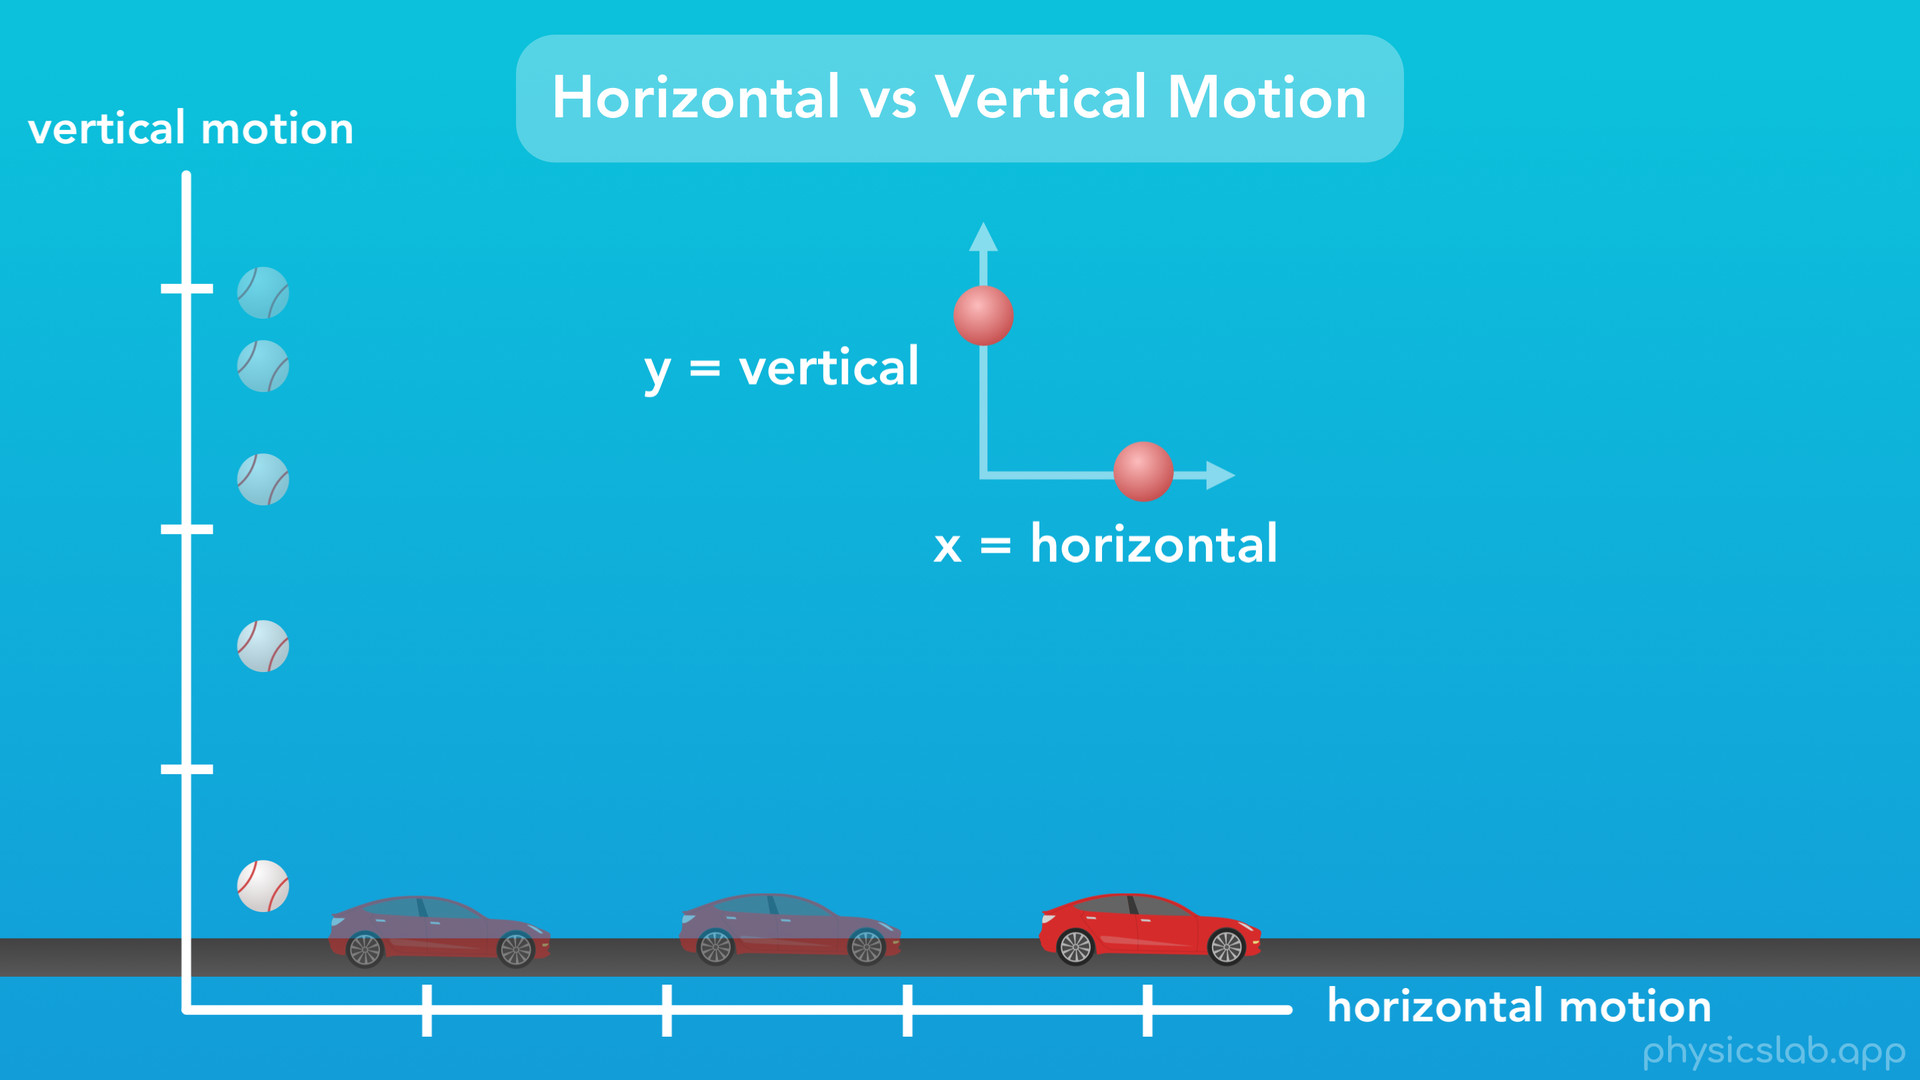 Horizontal vs Vertical Motion
vertical motion
y = vertical
x = horizontal
horizontal motion
physicslab.app